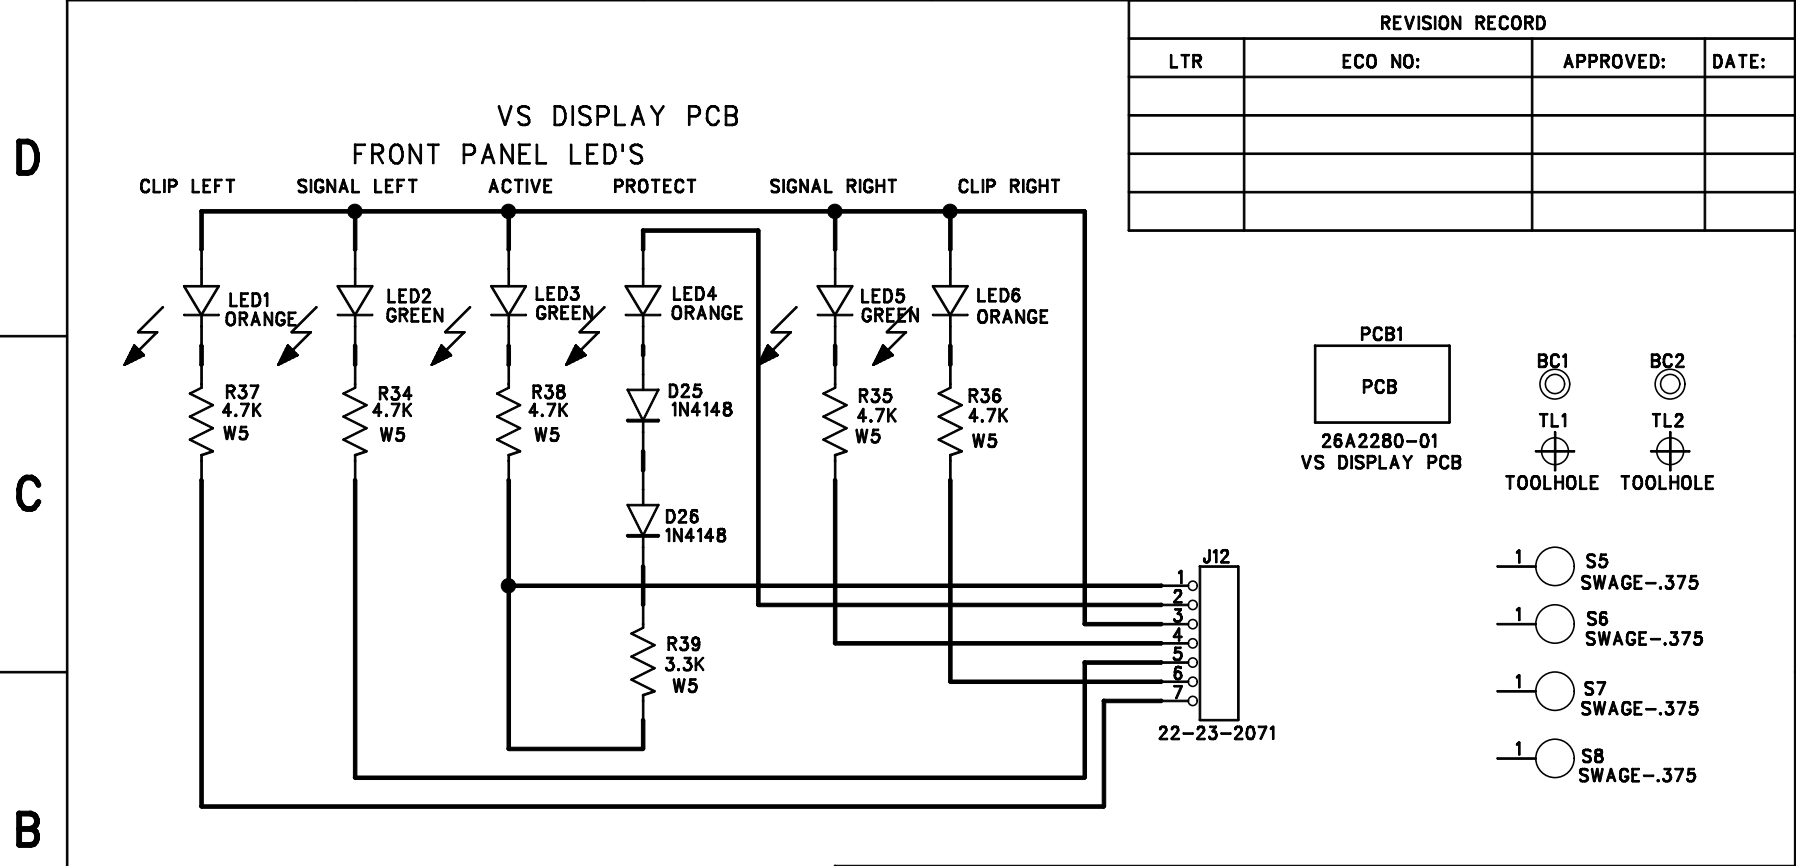 REVISION RECORD
LTR ECO NO: APPROVED: DATE:
VS DISPLAY PCB
FRONT PANEL LED'S
CLIP LEFT SIGNAL LEFT ACTIVE PROTECT SIGNAL RIGHT CLIP RIGHT
D
LED1
ORANGE
LED2
GREEN
LED3
GREEN
LED4
ORANGE
LED5
GREEN
LED6
ORANGE
R37
4.7K
W5
R34
4.7K
W5
R38
4.7K
W5
D25
1N4148
R35
4.7K
W5
R36
4.7K
W5
PCB1
PCB
26A2280-01
VS DISPLAY PCB
BC1
BC2
TL1
TOOLHOLE
TL2
TOOLHOLE
C
D26
1N4148
R39
3.3K
W5
J12
1
2
3
4
5
6
7
22-23-2071
1 S5
SWAGE-.375
1 S6
SWAGE-.375
1 S7
SWAGE-.375
1 S8
SWAGE-.375
B